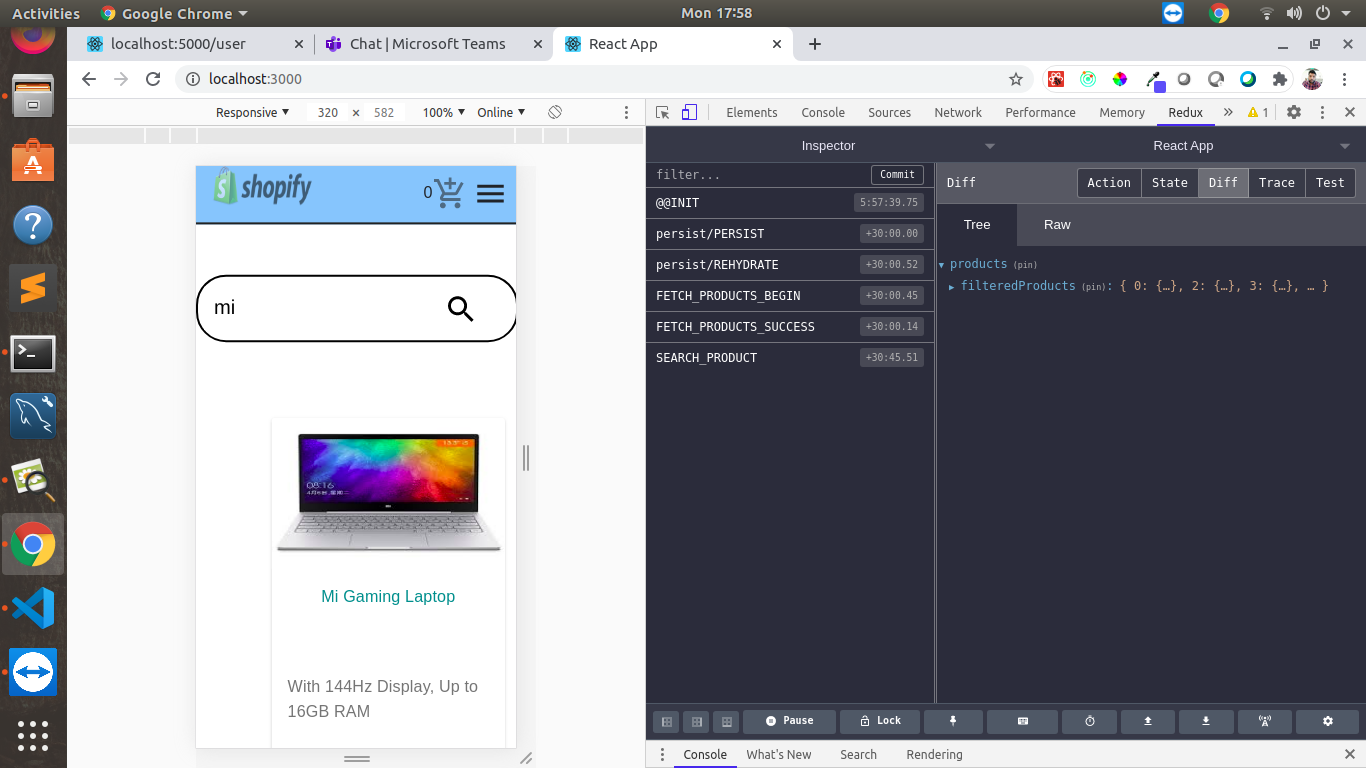 Activities Google Chrome Mon 17:58
localhost:5000/user Chat | Microsoft Teams React App
localhost:3000
Responsive 320 × 582 100% Online
Elements Console Sources Network Performance Memory Redux » 1
Inspector React App
filter... Commit
Diff Action State Diff Trace Test
@@INIT 5:57:39.75
Tree Raw
persist/PERSIST +30:00.00
persist/REHYDRATE +30:00.52
FETCH_PRODUCTS_BEGIN +30:00.45
FETCH_PRODUCTS_SUCCESS +30:00.14
SEARCH_PRODUCT +30:45.51
products (pin)
filteredProducts (pin): { 0: {…}, 2: {…}, 3: {…}, … }
shopify 0
mi
08:16
Mi Gaming Laptop
With 144Hz Display, Up to
16GB RAM
Pause Lock
Console What's New Search Rendering